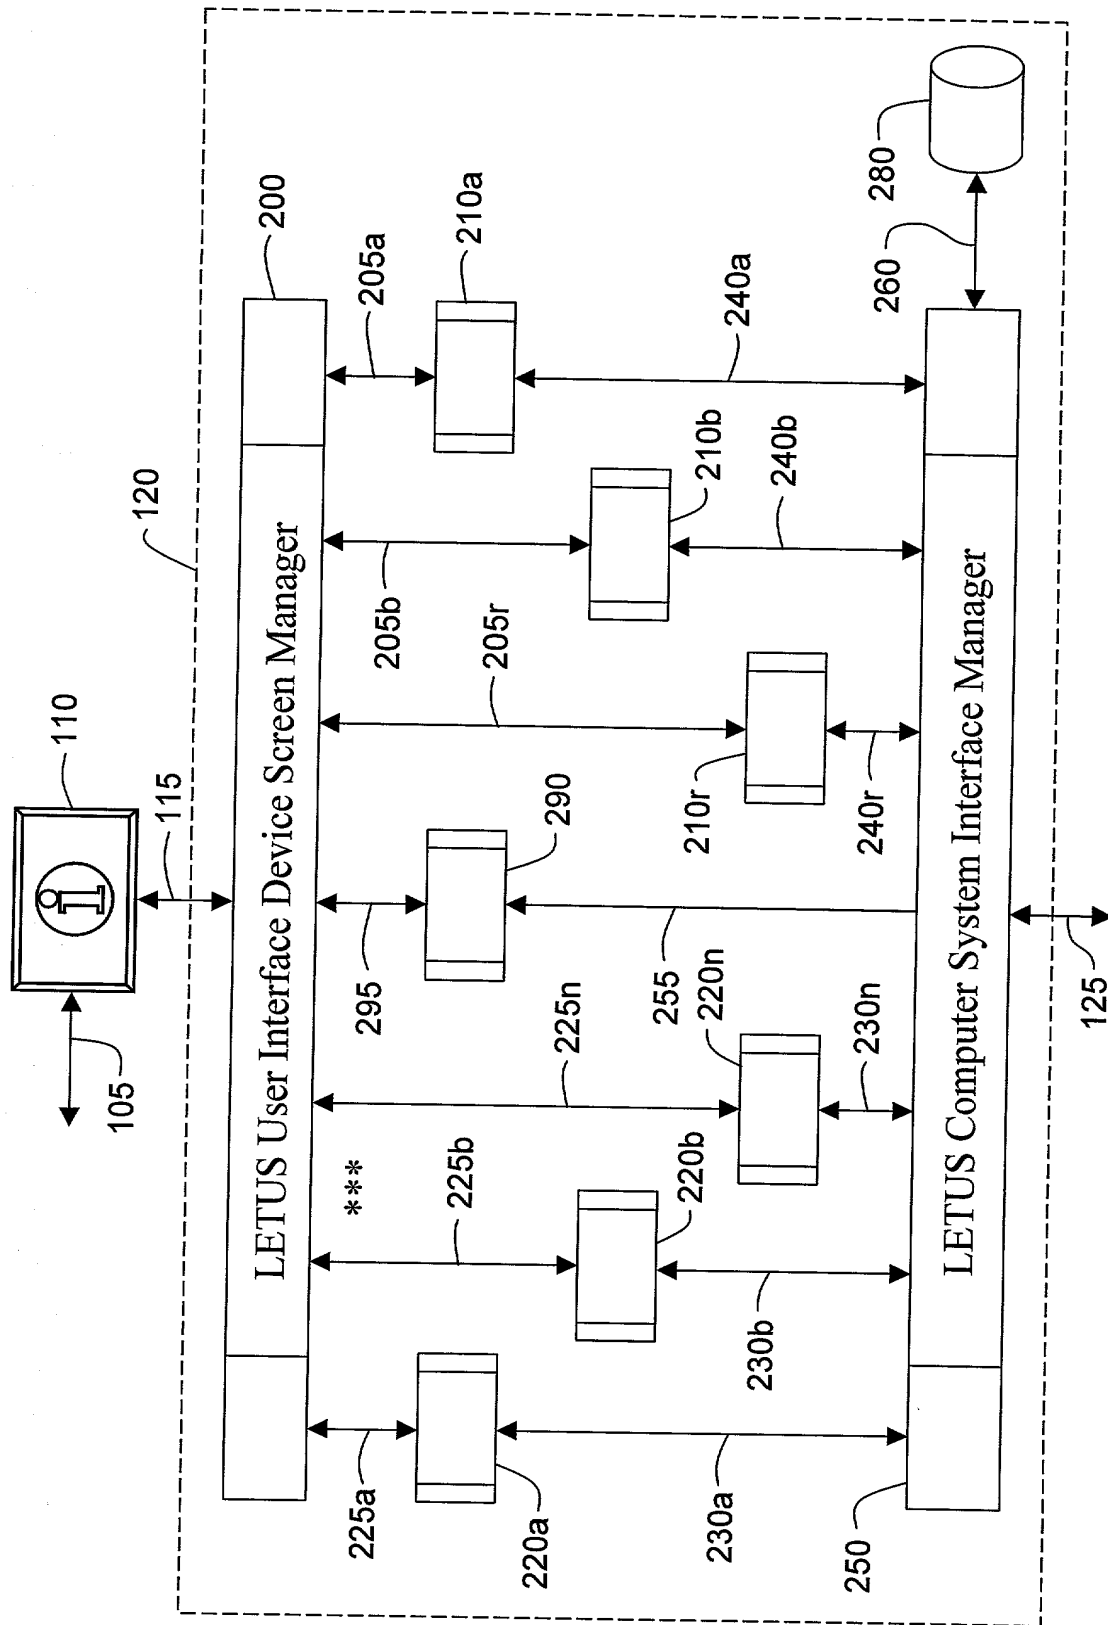 110
115
105
120
200
LETUS User Interface Device Screen Manager
205a
210a
205b
210b
205r
210r
295
290
225n
220n
***
225b
220b
225a
220a
240a
240b
240r
255
230n
230b
230a
250
LETUS Computer System Interface Manager
260
280
125
i